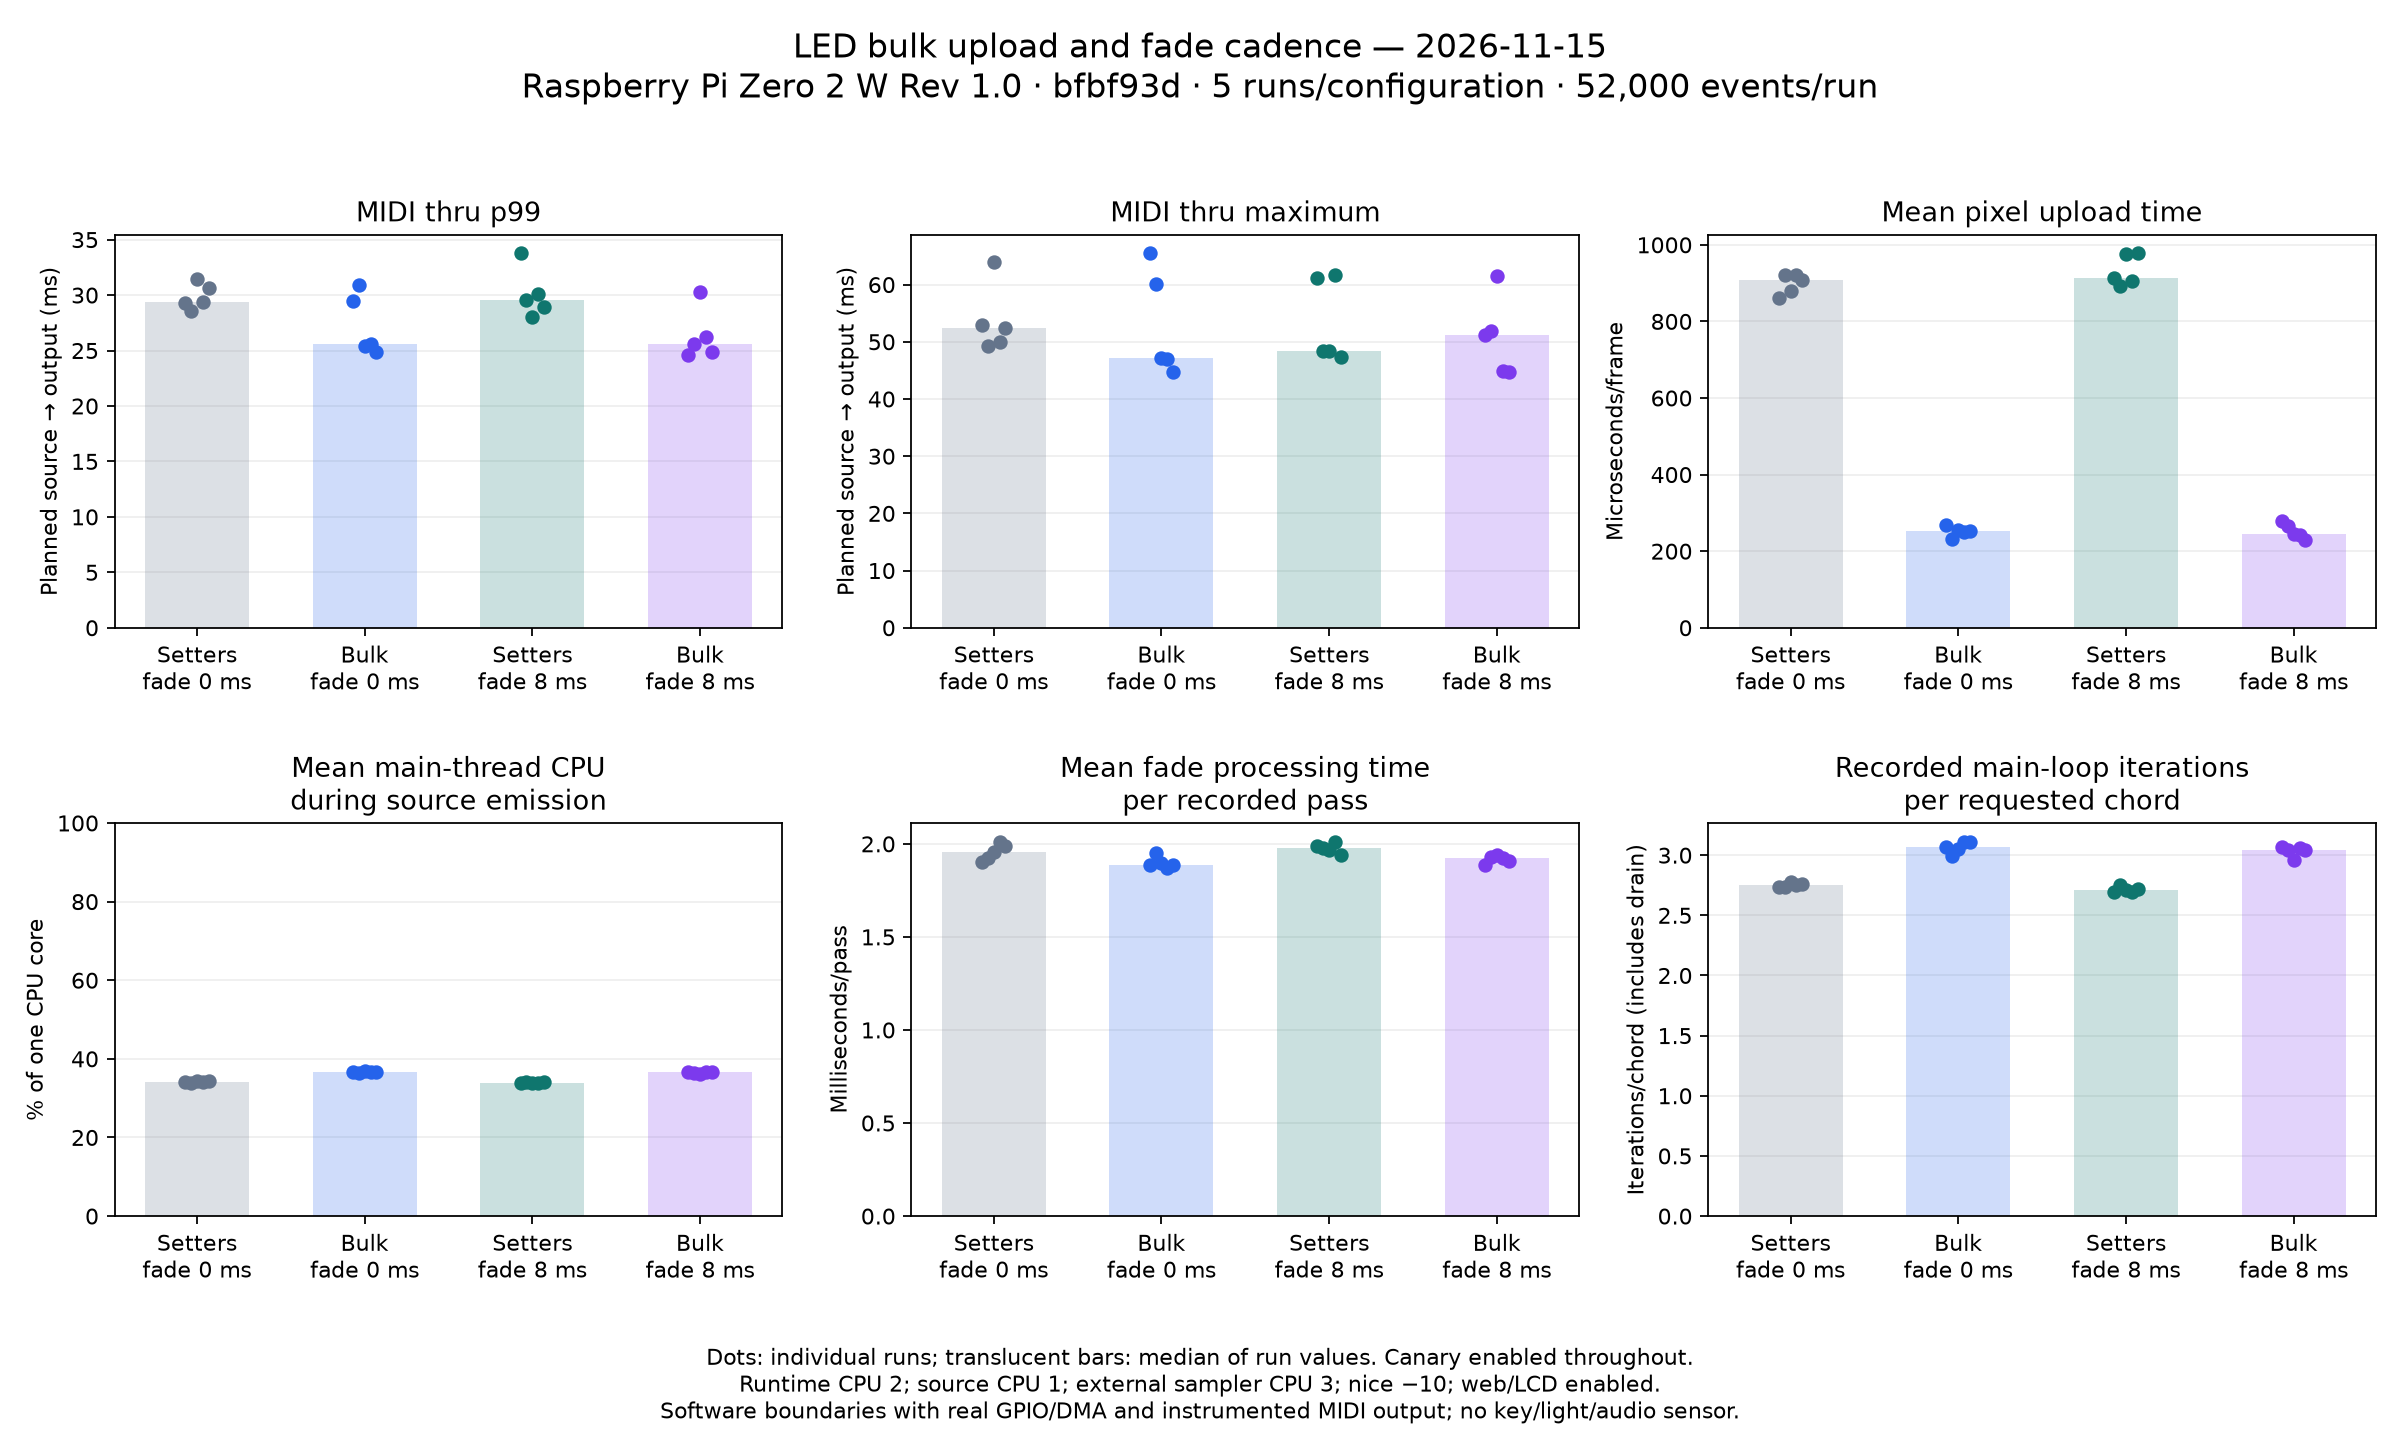 LED bulk upload and fade cadence — 2026-11-15
Raspberry Pi Zero 2 W Rev 1.0 · bfbf93d · 5 runs/configuration · 52,000 events/run
MIDI thru p99
Planned source → output (ms)
35
30
25
20
15
10
5
0
Setters
fade 0 ms
Bulk
fade 0 ms
Setters
fade 8 ms
Bulk
fade 8 ms
MIDI thru maximum
Planned source → output (ms)
60
50
40
30
20
10
0
Setters
fade 0 ms
Bulk
fade 0 ms
Setters
fade 8 ms
Bulk
fade 8 ms
Mean pixel upload time
Microseconds/frame
1000
800
600
400
200
0
Setters
fade 0 ms
Bulk
fade 0 ms
Setters
fade 8 ms
Bulk
fade 8 ms
Mean main-thread CPU
during source emission
% of one CPU core
100
80
60
40
20
0
Setters
fade 0 ms
Bulk
fade 0 ms
Setters
fade 8 ms
Bulk
fade 8 ms
Mean fade processing time
per recorded pass
Milliseconds/pass
2.0
1.5
1.0
0.5
0.0
Setters
fade 0 ms
Bulk
fade 0 ms
Setters
fade 8 ms
Bulk
fade 8 ms
Recorded main-loop iterations
per requested chord
Iterations/chord (includes drain)
3.0
2.5
2.0
1.5
1.0
0.5
0.0
Setters
fade 0 ms
Bulk
fade 0 ms
Setters
fade 8 ms
Bulk
fade 8 ms
Dots: individual runs; translucent bars: median of run values. Canary enabled throughout.
Runtime CPU 2; source CPU 1; external sampler CPU 3; nice −10; web/LCD enabled.
Software boundaries with real GPIO/DMA and instrumented MIDI output; no key/light/audio sensor.